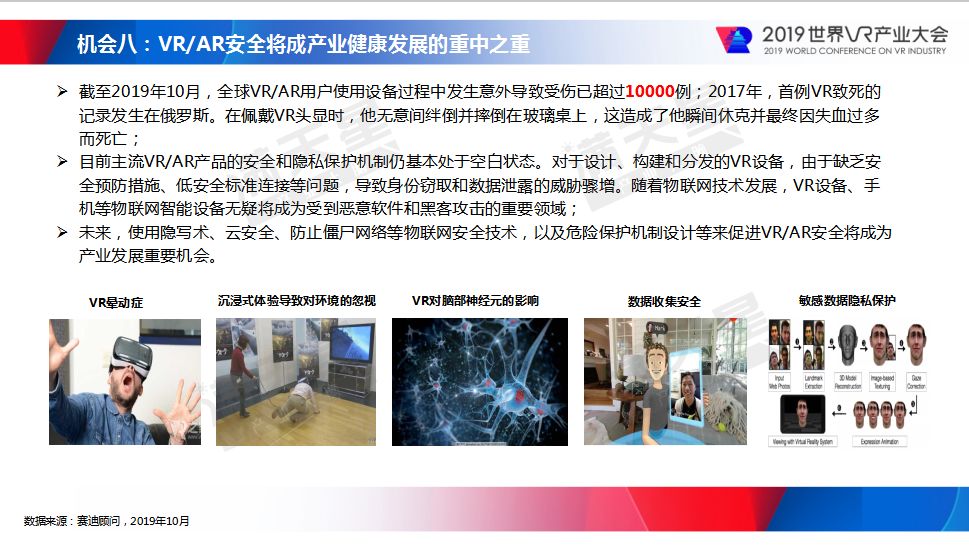 机会八：VR/AR安全将成产业健康发展的重中之重
2019世界VR产业大会
2019 WORLD CONFERENCE ON VR INDUSTRY
➢ 截至2019年10月，全球VR/AR用户使用设备过程中发生意外导致受伤已超过10000例；2017年，首例VR致死的
记录发生在俄罗斯。在佩戴VR头显时，他无意间绊倒并摔倒在玻璃桌上，这造成了他瞬间休克并最终因失血过多
而死亡；
➢ 目前主流VR/AR产品的安全和隐私保护机制仍基本处于空白状态。对于设计、构建和分发的VR设备，由于缺乏安
全预防措施、低安全标准连接等问题，导致身份窃取和数据泄露的威胁骤增。随着物联网技术发展，VR设备、手
机等物联网智能设备无疑将成为受到恶意软件和黑客攻击的重要领域；
➢ 未来，使用隐写术、云安全、防止僵尸网络等物联网安全技术，以及危险保护机制设计等来促进VR/AR安全将成为
产业发展重要机会。
VR晕动症
沉浸式体验导致对环境的忽视
VR对脑部神经元的影响
数据收集安全
敏感数据隐私保护
Mark
Input
Web Photos
Landmark
Extraction
3D Model
Reconstruction
Image-based
Texturing
Gaze
Correction
Viewing with Virtual Reality System
Expression Animation
数据来源：赛迪顾问，2019年10月